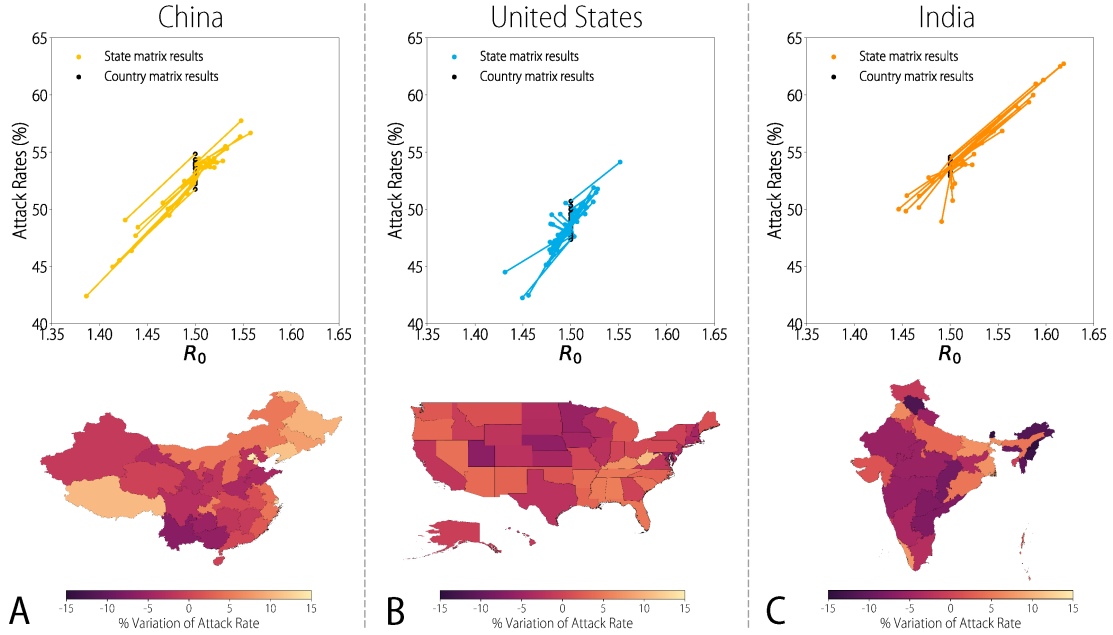 China
65
60
55
50
45
40
Attack Rates (%)
State matrix results
Country matrix results
1.35 1.40 1.45 1.50 1.55 1.60 1.65
R0
United States
65
60
55
50
45
40
Attack Rates (%)
State matrix results
Country matrix results
1.35 1.40 1.45 1.50 1.55 1.60 1.65
R0
India
65
60
55
50
45
40
Attack Rates (%)
State matrix results
Country matrix results
1.35 1.40 1.45 1.50 1.55 1.60 1.65
R0
A
-15 -10 -5 0 5 10 15
% Variation of Attack Rate
B
-15 -10 -5 0 5 10 15
% Variation of Attack Rate
C
-15 -10 -5 0 5 10 15
% Variation of Attack Rate